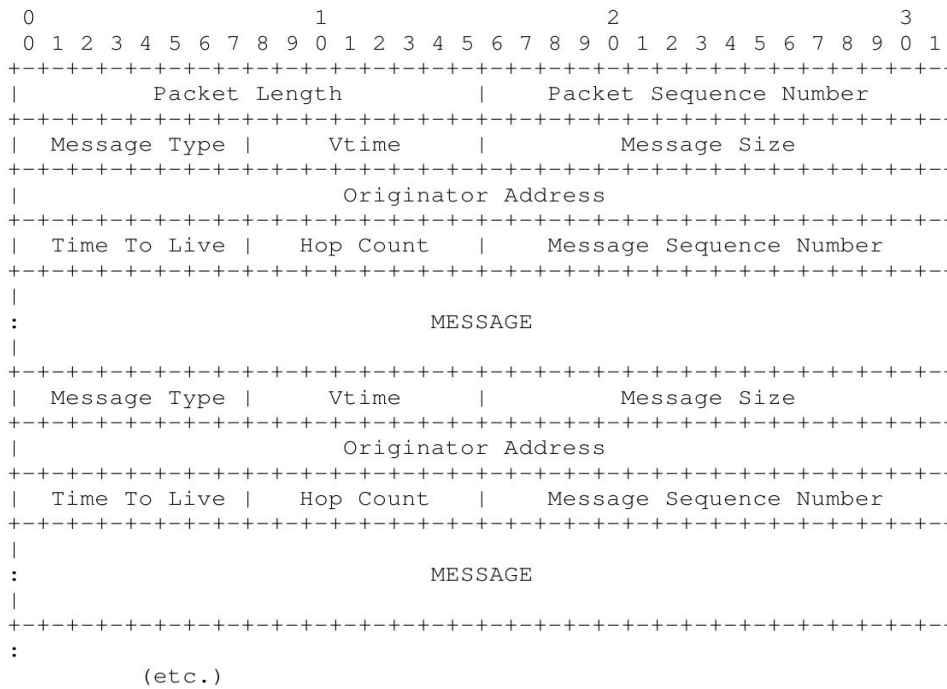 0                   1                   2                   3
 0 1 2 3 4 5 6 7 8 9 0 1 2 3 4 5 6 7 8 9 0 1 2 3 4 5 6 7 8 9 0 1
+-+-+-+-+-+-+-+-+-+-+-+-+-+-+-+-+-+-+-+-+-+-+-+-+-+-+-+-+-+-+-+-
|         Packet Length         |    Packet Sequence Number
+-+-+-+-+-+-+-+-+-+-+-+-+-+-+-+-+-+-+-+-+-+-+-+-+-+-+-+-+-+-+-+-
|  Message Type |     Vtime     |         Message Size
+-+-+-+-+-+-+-+-+-+-+-+-+-+-+-+-+-+-+-+-+-+-+-+-+-+-+-+-+-+-+-+-
|                      Originator Address
+-+-+-+-+-+-+-+-+-+-+-+-+-+-+-+-+-+-+-+-+-+-+-+-+-+-+-+-+-+-+-+-
|  Time To Live |   Hop Count   |    Message Sequence Number
+-+-+-+-+-+-+-+-+-+-+-+-+-+-+-+-+-+-+-+-+-+-+-+-+-+-+-+-+-+-+-+-
|
:                            MESSAGE
|
+-+-+-+-+-+-+-+-+-+-+-+-+-+-+-+-+-+-+-+-+-+-+-+-+-+-+-+-+-+-+-+-
|  Message Type |     Vtime     |         Message Size
+-+-+-+-+-+-+-+-+-+-+-+-+-+-+-+-+-+-+-+-+-+-+-+-+-+-+-+-+-+-+-+-
|                      Originator Address
+-+-+-+-+-+-+-+-+-+-+-+-+-+-+-+-+-+-+-+-+-+-+-+-+-+-+-+-+-+-+-+-
|  Time To Live |   Hop Count   |    Message Sequence Number
+-+-+-+-+-+-+-+-+-+-+-+-+-+-+-+-+-+-+-+-+-+-+-+-+-+-+-+-+-+-+-+-
|
:                            MESSAGE
|
+-+-+-+-+-+-+-+-+-+-+-+-+-+-+-+-+-+-+-+-+-+-+-+-+-+-+-+-+-+-+-+-
:
         (etc.)